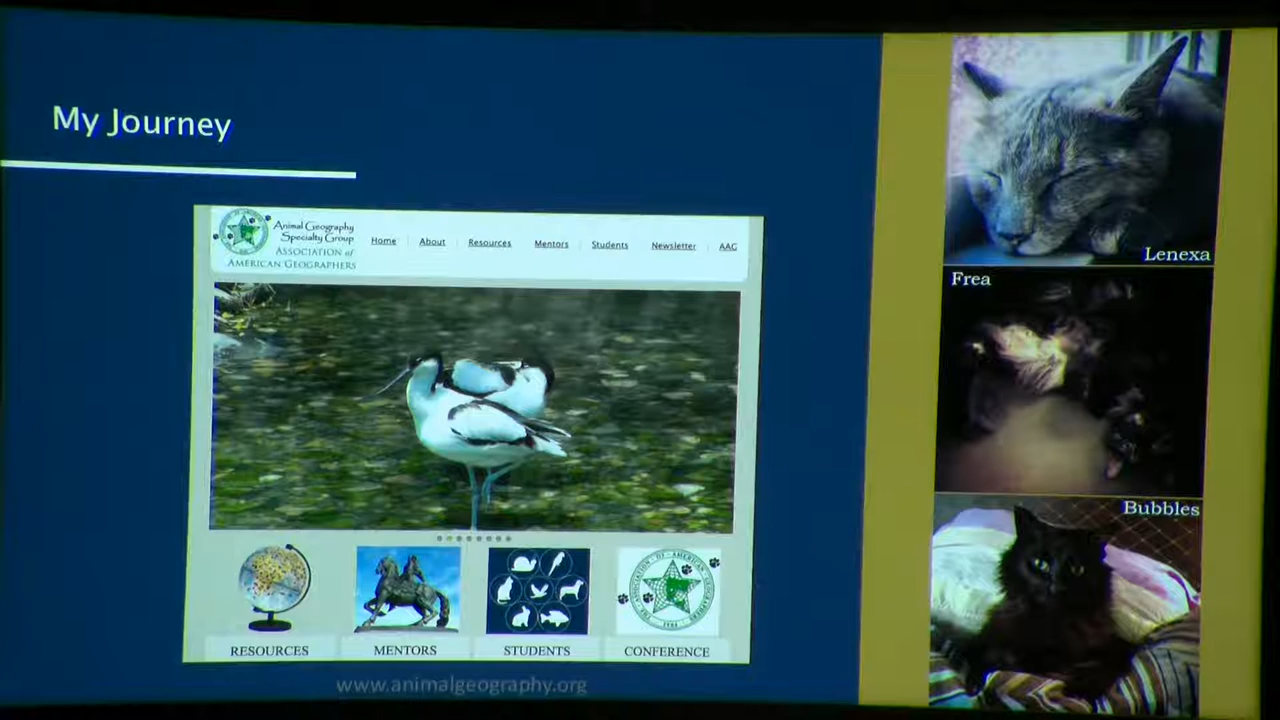 My Journey
Animal Geography
Specialty Group
ASSOCIATION of
AMERICAN GEOGRAPHERS
Home About Resources Mentors Students Newsletter AAG
RESOURCES MENTORS STUDENTS CONFERENCE
www.animalgeography.org
Lenexa
Frea
Bubbles